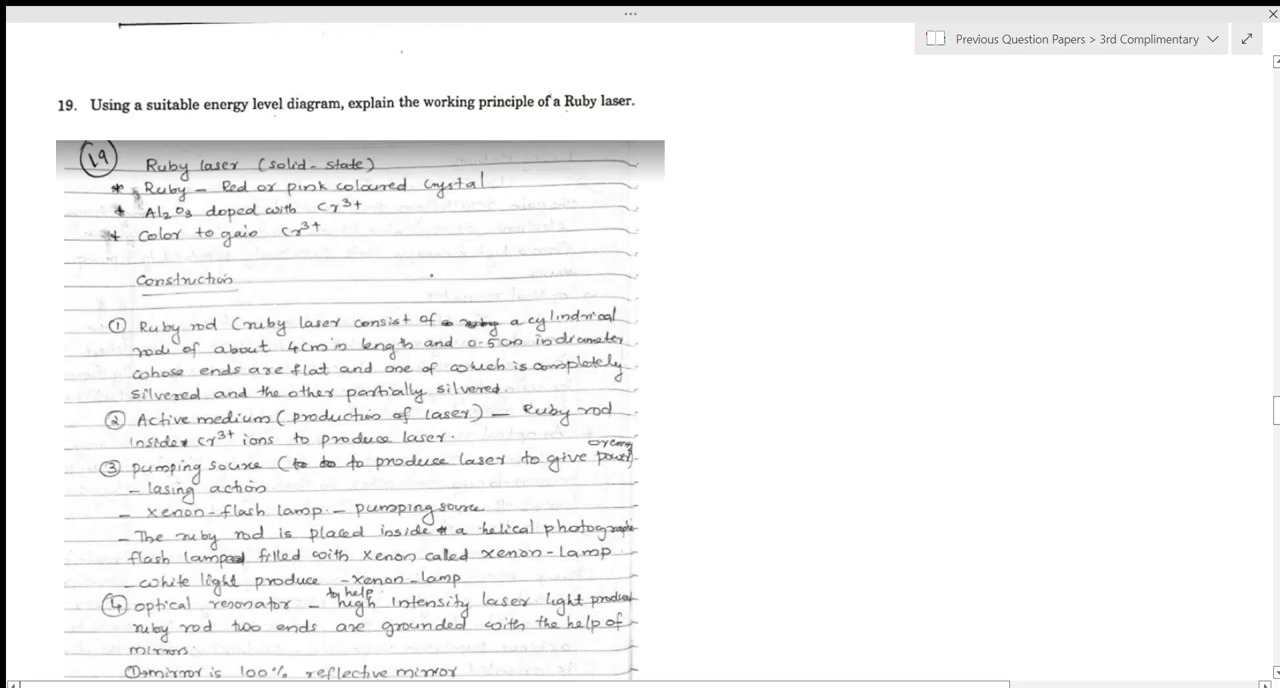 Previous Question Papers > 3rd Complimentary
19. Using a suitable energy level diagram, explain the working principle of a Ruby laser.
19
Ruby laser (solid-state)
* Ruby - Red or pink coloured crystal
* Al2O3 doped with Cr3+
* Color to gain Cr3+
Construction
① Ruby rod (ruby laser consist of a cylindrical
rod of about 4cm in length and 0.5cm in diameter
whose ends are flat and one of which is completely
silvered and the other partially silvered.
② Active medium (production of laser) - Ruby rod
inside Cr3+ ions to produce laser.
③ pumping source (to produce laser to give power).
- lasing action
- xenon-flash lamp - pumping source
- The ruby rod is placed inside a helical photographic
flash lamp filled with xenon called xenon-lamp
- white light produce - xenon-lamp
④ optical resonator - to help high intensity laser light product
ruby rod two ends are grounded with the help of
mirrors.
① mirror is 100% reflective mirror